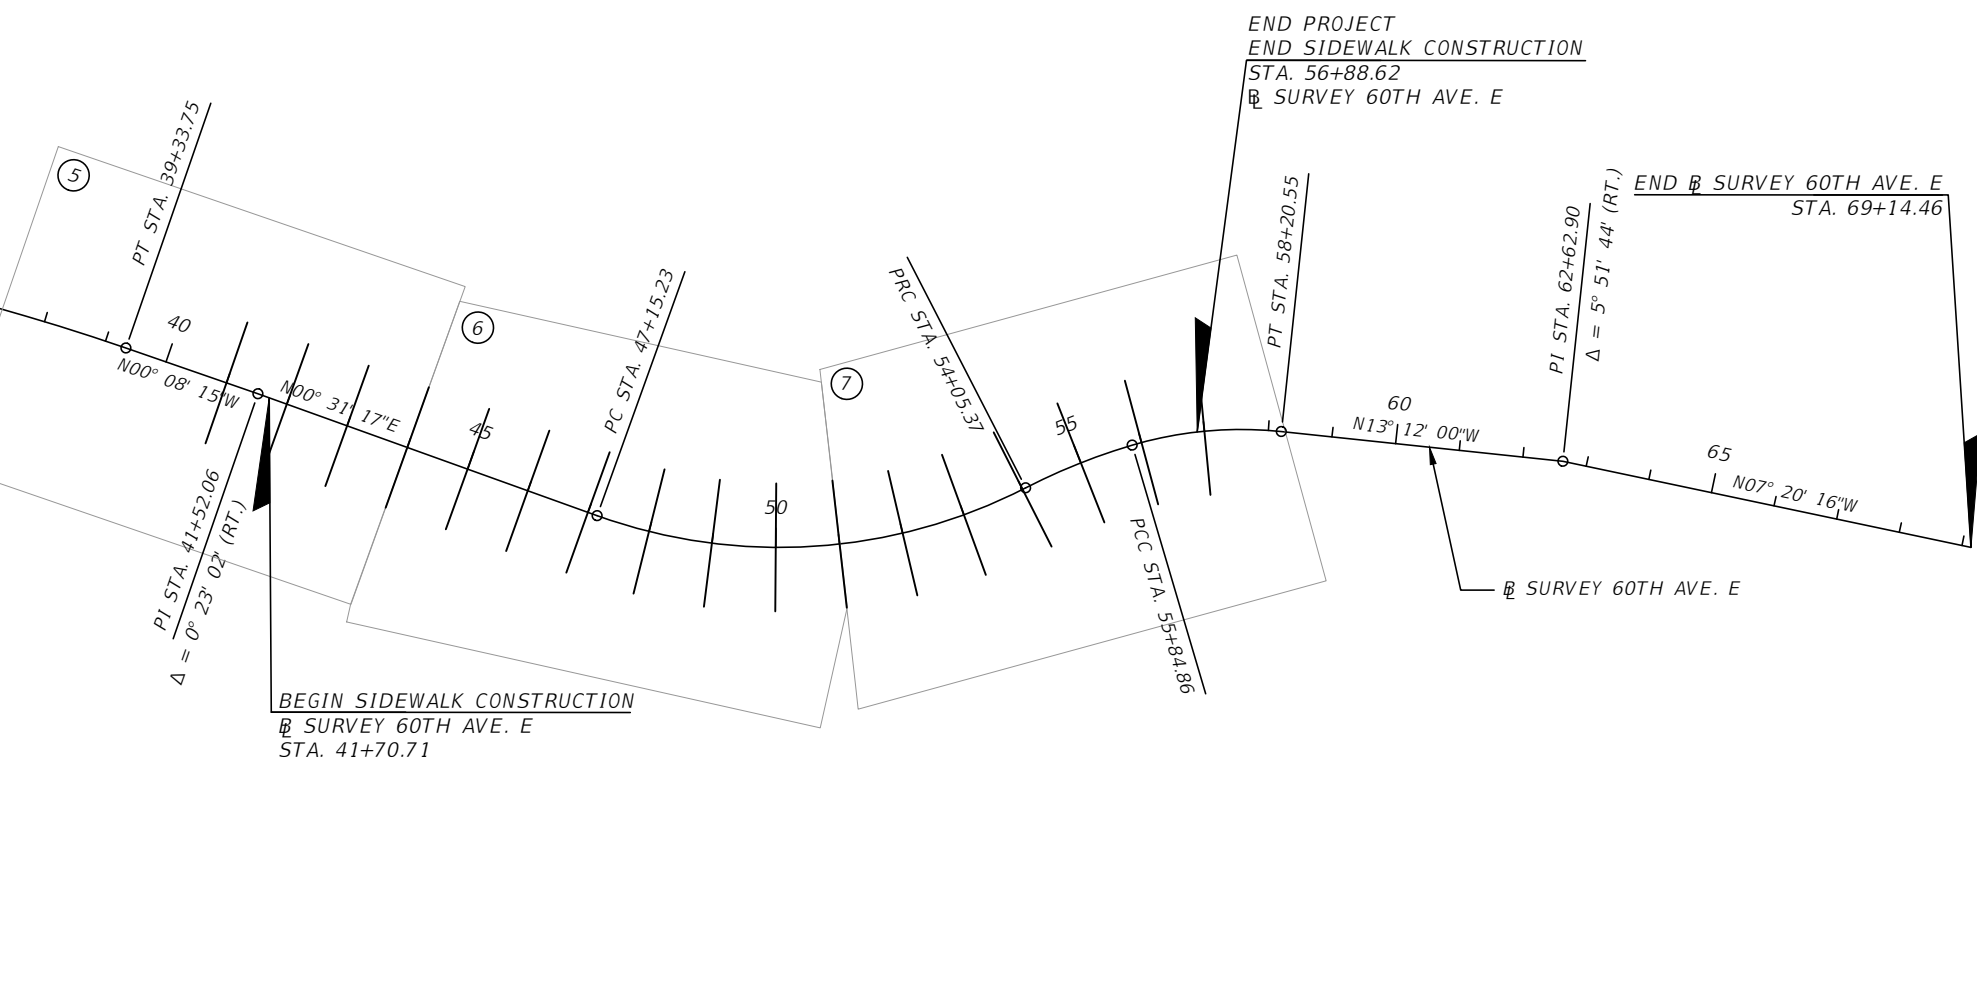 END PROJECT
END SIDEWALK CONSTRUCTION
STA. 56+88.62
BL SURVEY 60TH AVE. E
5
PT STA. 39+33.75
40
N00° 08' 15"W
N00° 31' 17"E
PI STA. 41+52.06
Δ = 0° 23' 02" (RT.)
BEGIN SIDEWALK CONSTRUCTION
BL SURVEY 60TH AVE. E
STA. 41+70.71
6
45
PC STA. 47+15.23
50
7
PRC STA. 54+05.37
55
PCC STA. 55+84.86
PT STA. 58+20.55
60
N13° 12' 00"W
BL SURVEY 60TH AVE. E
PI STA. 62+62.90
Δ = 5° 51' 44" (RT.)
65
N07° 20' 16"W
END BL SURVEY 60TH AVE. E
STA. 69+14.46